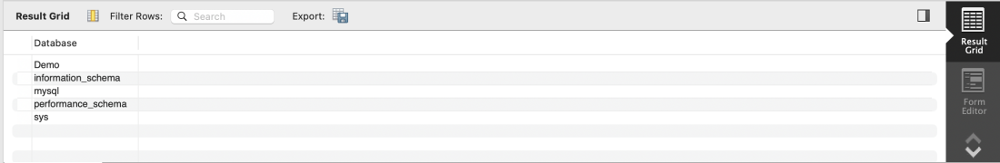 Result Grid Filter Rows: Search Export:
Database
Demo
information_schema
mysql
performance_schema
sys
Result
Grid
Form
Editor